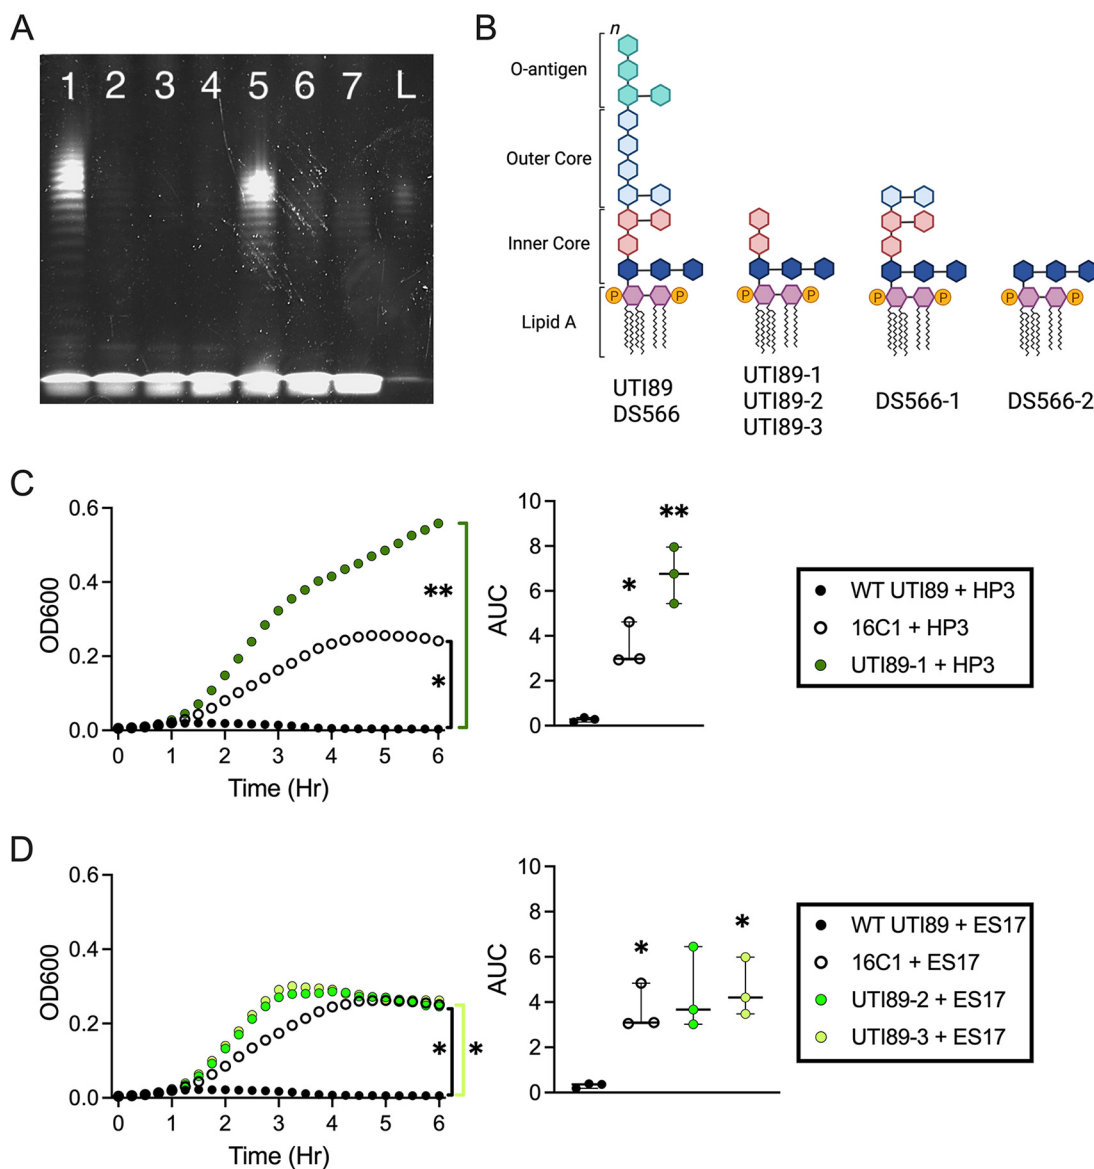 A
1 2 3 4 5 6 7 L
B
n
O-antigen
Outer Core
Inner Core
Lipid A
P P P P P P P P
UTI89
DS566
UTI89-1
UTI89-2
UTI89-3
DS566-1
DS566-2
C
OD600
0.6
0.4
0.2
0.0
0 1 2 3 4 5 6
Time (Hr)
**
*
AUC
10
8
6
4
2
0
*
**
WT UTI89 + HP3
16C1 + HP3
UTI89-1 + HP3
D
OD600
0.6
0.4
0.2
0.0
0 1 2 3 4 5 6
Time (Hr)
* *
AUC
10
8
6
4
2
0
*
*
WT UTI89 + ES17
16C1 + ES17
UTI89-2 + ES17
UTI89-3 + ES17